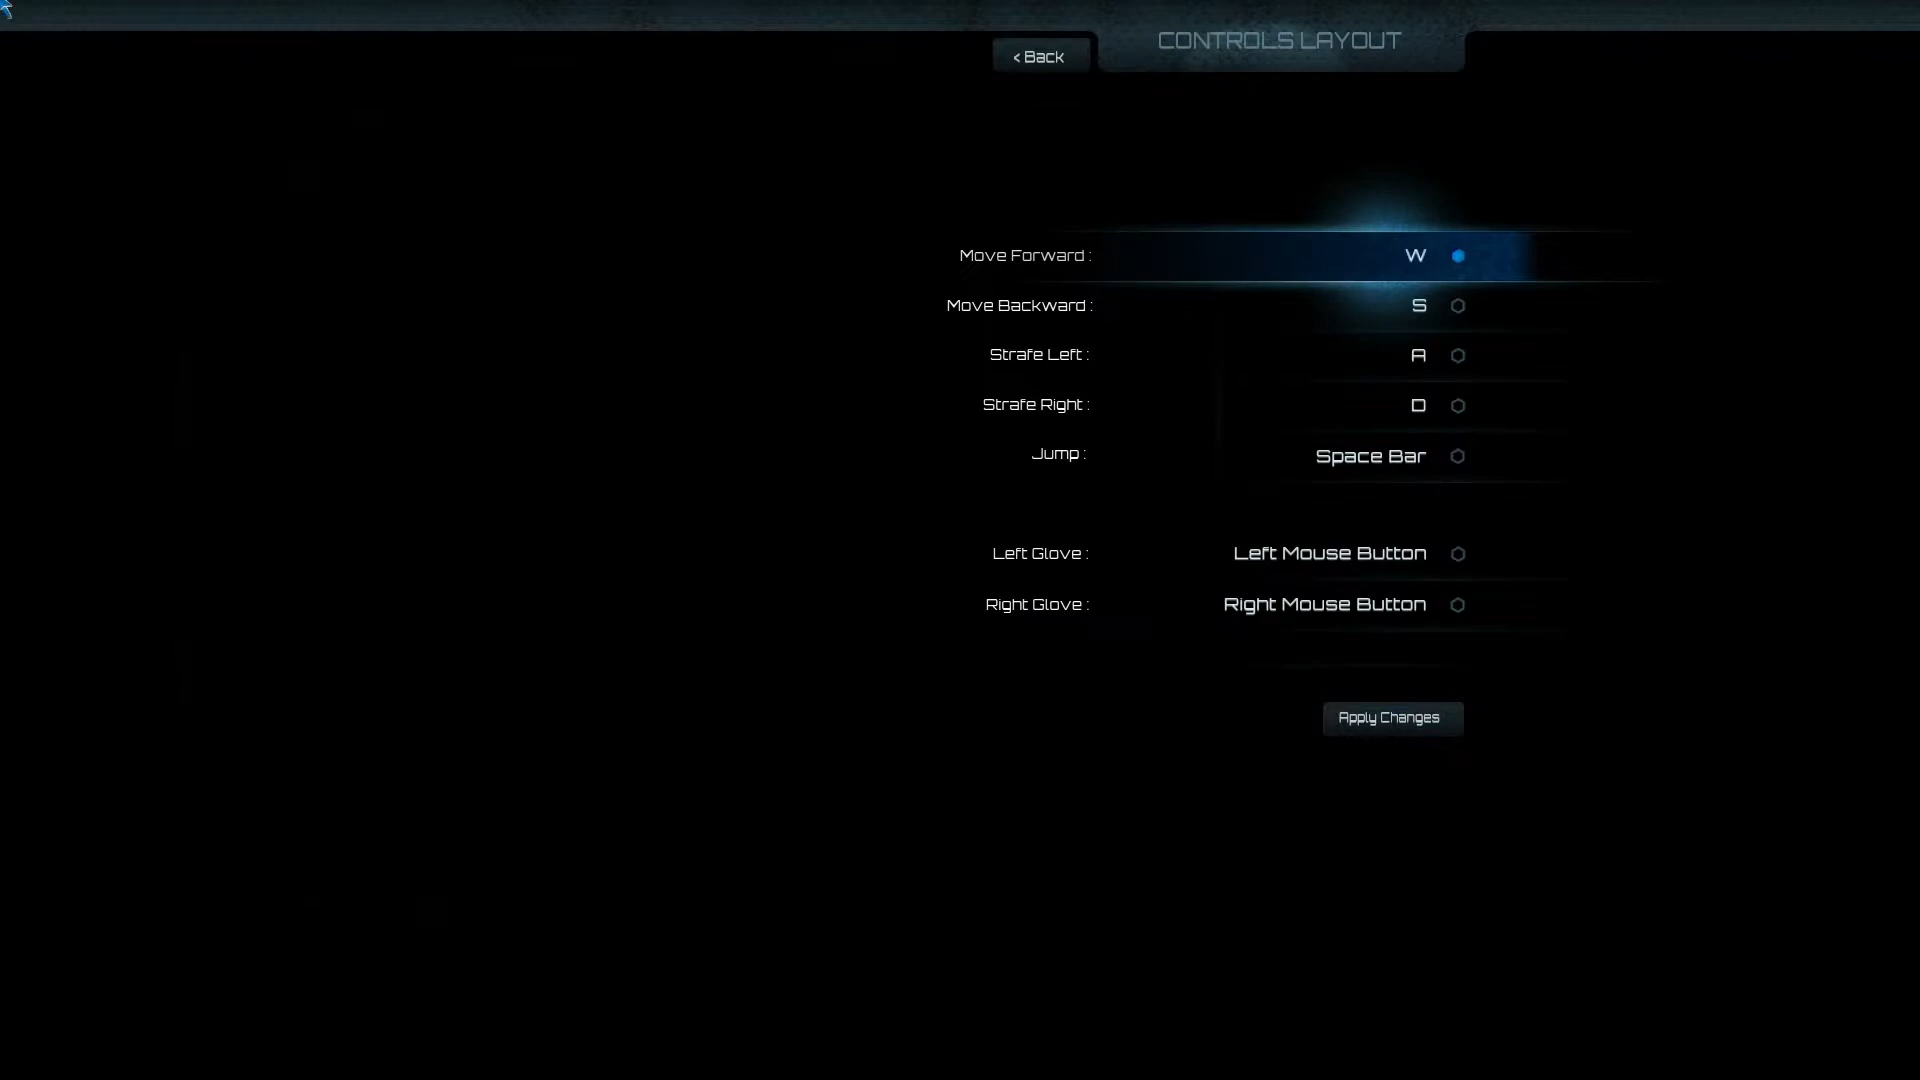 CONTROLS LAYOUT
< Back
Move Forward : W
Move Backward : S
Strafe Left : A
Strafe Right : D
Jump : Space Bar
Left Glove : Left Mouse Button
Right Glove : Right Mouse Button
Apply Changes